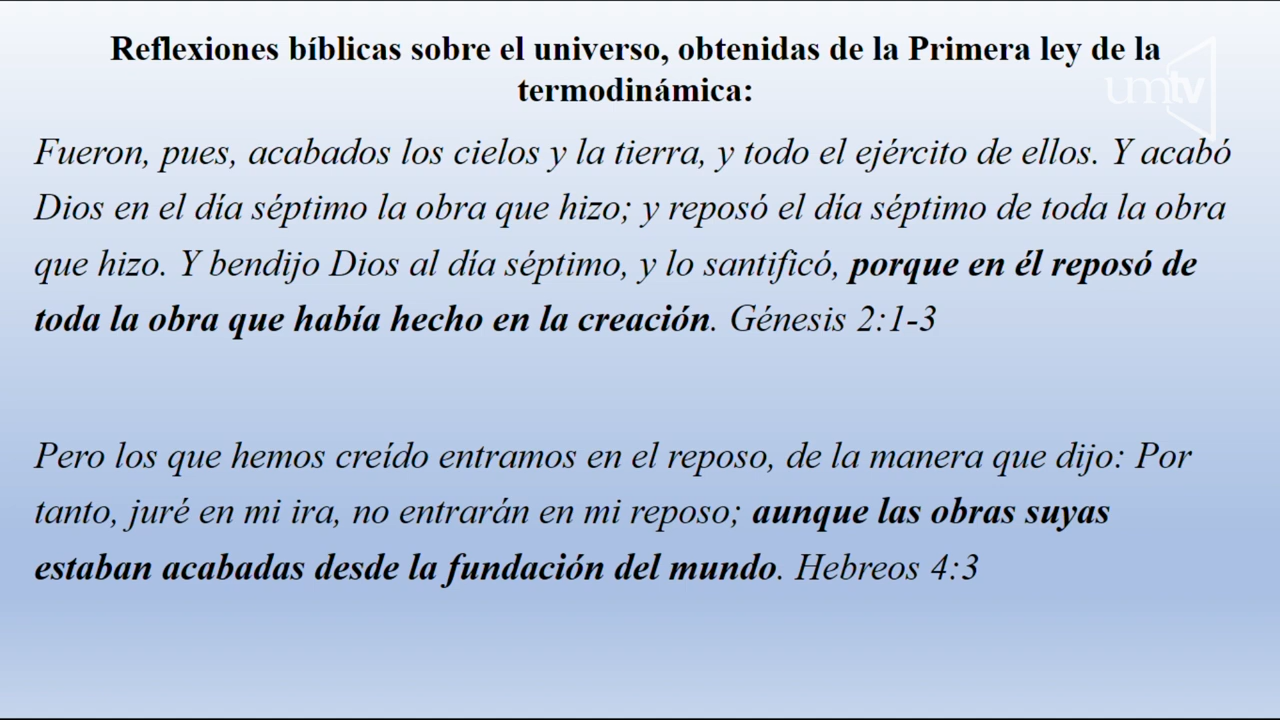 Reflexiones bíblicas sobre el universo, obtenidas de la Primera ley de la
termodinámica:
umtv
Fueron, pues, acabados los cielos y la tierra, y todo el ejército de ellos. Y acabó
Dios en el día séptimo la obra que hizo; y reposó el día séptimo de toda la obra
que hizo. Y bendijo Dios al día séptimo, y lo santificó, porque en él reposó de
toda la obra que había hecho en la creación. Génesis 2:1-3
Pero los que hemos creído entramos en el reposo, de la manera que dijo: Por
tanto, juré en mi ira, no entrarán en mi reposo; aunque las obras suyas
estaban acabadas desde la fundación del mundo. Hebreos 4:3